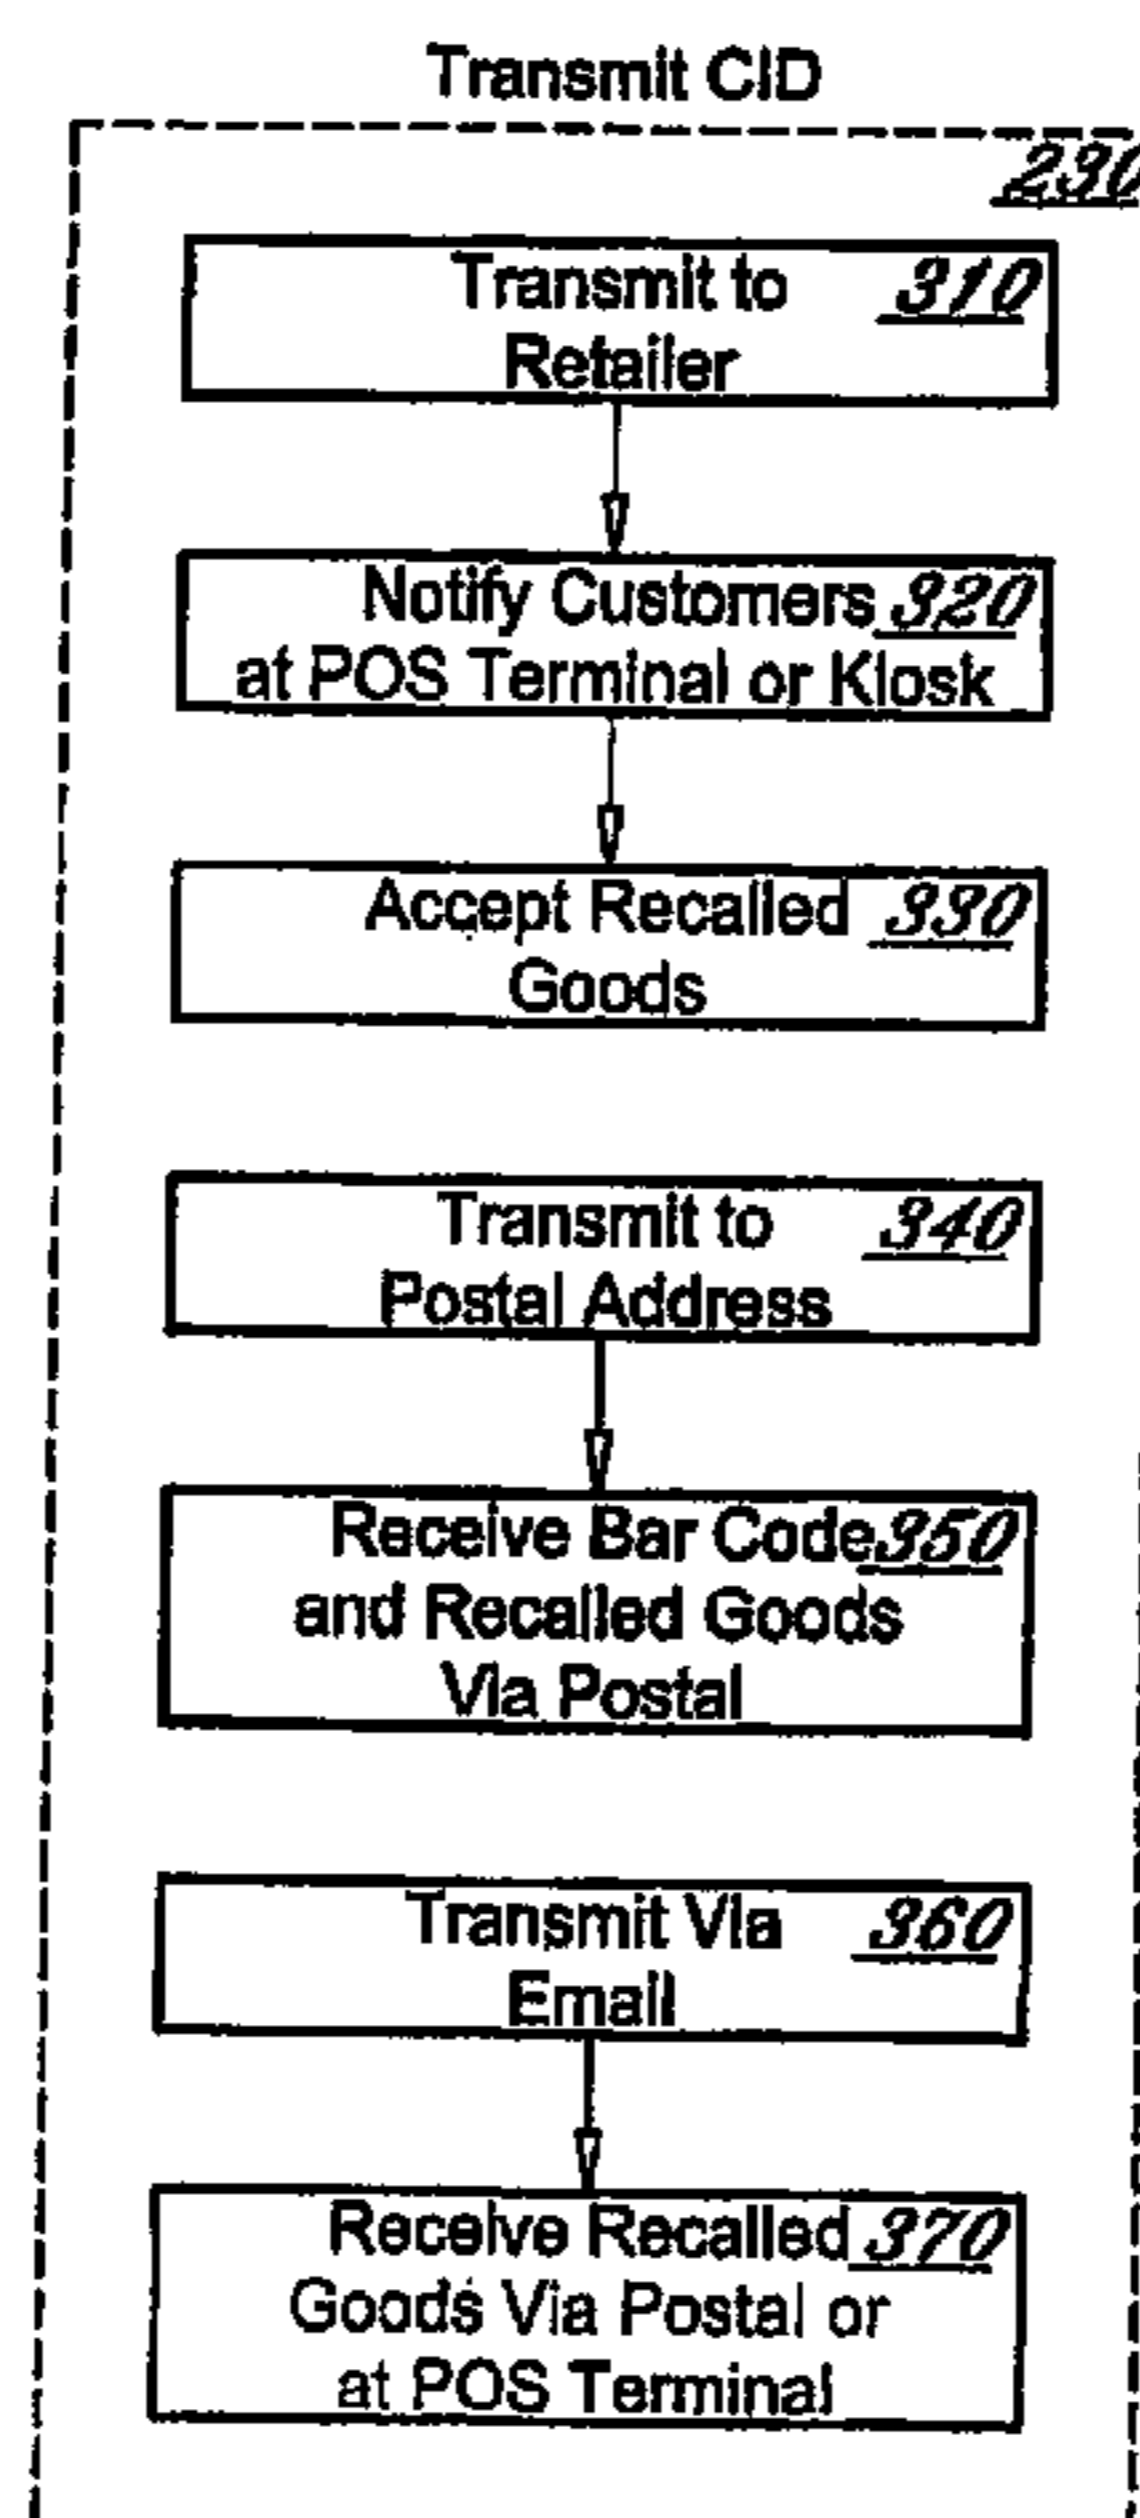 Transmit CID
230
Transmit to 310
Retailer
Notify Customers 320
at POS Terminal or Kiosk
Accept Recalled 330
Goods
Transmit to 340
Postal Address
Receive Bar Code 350
and Recalled Goods
Via Postal
Transmit Via 360
Email
Receive Recalled 370
Goods Via Postal or
at POS Terminal